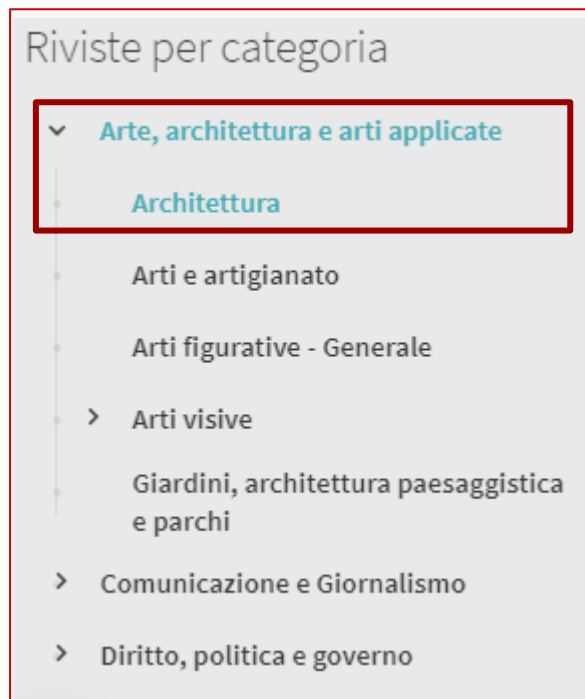 Riviste per categoria
Arte, architettura e arti applicate
Architettura
Arti e artigianato
Arti figurative - Generale
Arti visive
Giardini, architettura paesaggistica
e parchi
Comunicazione e Giornalismo
Diritto, politica e governo